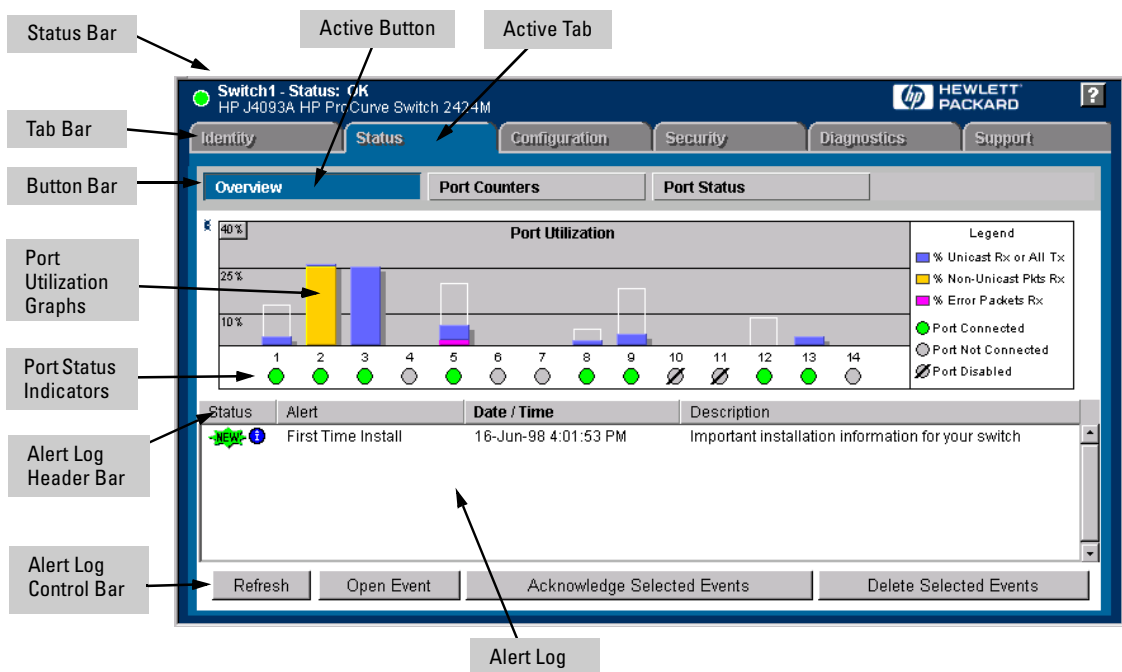 Status Bar
Active Button
Active Tab
Switch1 - Status: OK
HP J4093A HP ProCurve Switch 2424M
hp HEWLETT
PACKARD
?
Tab Bar
Identity
Status
Configuration
Security
Diagnostics
Support
Button Bar
Overview
Port Counters
Port Status
40 %
Port Utilization
Legend
% Unicast Rx or All Tx
25 %
% Non-Unicast Pkts Rx
% Error Packets Rx
10 %
Port Connected
Port Not Connected
Port Disabled
Port
Utilization
Graphs
1 2 3 4 5 6 7 8 9 10 11 12 13 14
Port Status
Indicators
Status
Alert
Date / Time
Description
NEW! i First Time Install 16-Jun-98 4:01:53 PM Important installation information for your switch
Alert Log
Header Bar
Alert Log
Control Bar
Refresh
Open Event
Acknowledge Selected Events
Delete Selected Events
Alert Log